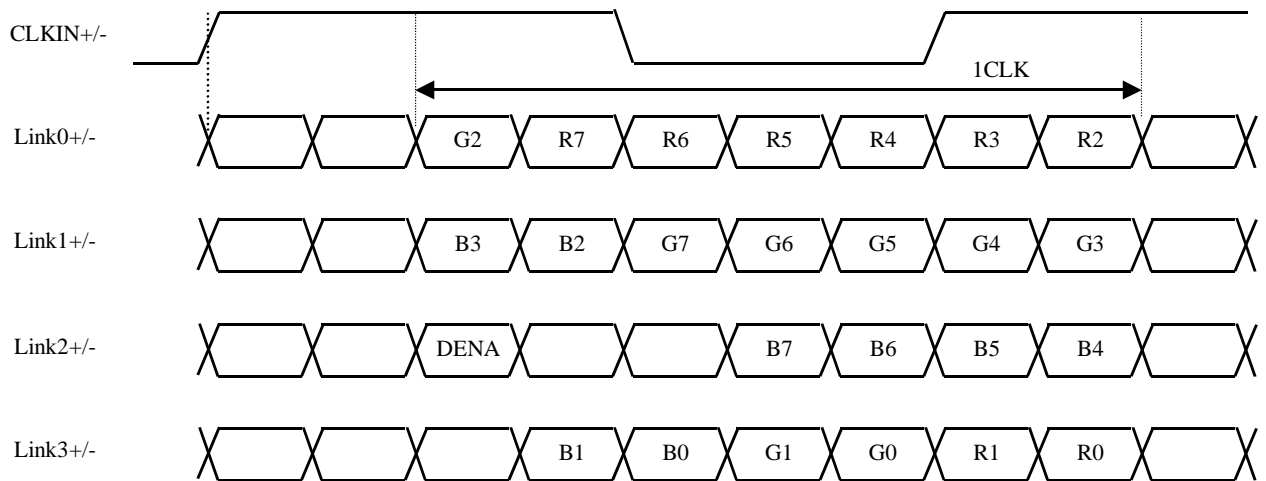 CLKIN+/-
1CLK
Link0+/- G2 R7 R6 R5 R4 R3 R2
Link1+/- B3 B2 G7 G6 G5 G4 G3
Link2+/- DENA B7 B6 B5 B4
Link3+/- B1 B0 G1 G0 R1 R0